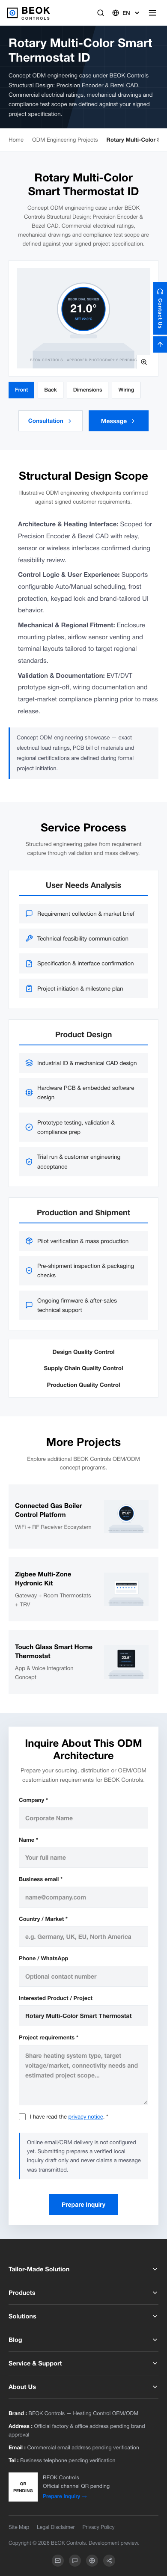 BEOK
CONTROLS
EN
Rotary Multi-Color Smart
Thermostat ID
Concept ODM engineering case under BEOK Controls
Structural Design: Precision Encoder & Bezel CAD.
Commercial electrical ratings, mechanical drawings and
compliance test scope are defined against your signed
project specification.
Home
ODM Engineering Projects
Rotary Multi-Color
Rotary Multi-Color
Smart Thermostat ID
Concept ODM engineering case under BEOK
Controls Structural Design: Precision Encoder &
Bezel CAD. Commercial electrical ratings,
mechanical drawings and compliance test scope are
defined against your signed project specification.
21.0°
Contact Us
Front
Back
Dimensions
Wiring
Consultation
Message
Structural Design Scope
Illustrative ODM engineering checkpoints confirmed
against signed customer requirements.
Architecture & Heating Interface: Scoped for
Precision Encoder & Bezel CAD with relay,
sensor or wireless interfaces confirmed during
feasibility review.
Control Logic & User Experience: Supports
configurable Auto/Manual scheduling, frost
protection, keypad lock and brand-tailored UI
behavior.
Mechanical & Regional Fitment: Enclosure
mounting plates, airflow sensor venting and
terminal layouts tailored to target regional
standards.
Validation & Documentation: EVT/DVT
prototype sign-off, wiring documentation and
target-market compliance planning prior to mass
release.
Concept ODM engineering showcase — exact
electrical load ratings, PCB bill of materials and
regional certifications are defined during formal
project initiation.
Service Process
Structured engineering gates from requirement
capture through validation and mass delivery.
User Needs Analysis
Requirement collection & market brief
Technical feasibility communication
Specification & interface confirmation
Project initiation & milestone plan
Product Design
Industrial ID & mechanical CAD design
Hardware PCB & embedded software
design
Prototype testing, validation &
compliance prep
Trial run & customer engineering
acceptance
Production and Shipment
Pilot verification & mass production
Pre-shipment inspection & packaging
checks
Ongoing firmware & after-sales
technical support
Design Quality Control
Supply Chain Quality Control
Production Quality Control
More Projects
Explore additional BEOK Controls OEM/ODM
concept programs.
Connected Gas Boiler
Control Platform
WiFi + RF Receiver Ecosystem
Zigbee Multi-Zone
Hydronic Kit
Gateway + Room Thermostats
+ TRV
Touch Glass Smart Home
Thermostat
App & Voice Integration
Concept
Inquire About This ODM
Architecture
Prepare your sourcing, distribution or OEM/ODM
customization requirements for BEOK Controls.
Company *
Corporate Name
Name *
Your full name
Business email *
name@company.com
Country / Market *
e.g. Germany, UK, EU, North America
Phone / WhatsApp
Optional contact number
Interested Product / Project
Rotary Multi-Color Smart Thermostat
Project requirements *
Share heating system type, target
voltage/market, connectivity needs and
estimated project scope...
I have read the privacy notice. *
Online email/CRM delivery is not configured
yet. Submitting prepares a verified local
inquiry draft only and never claims a message
was transmitted.
Prepare Inquiry
Tailor-Made Solution
Products
Solutions
Blog
Service & Support
About Us
Brand : BEOK Controls — Heating Control OEM/ODM
Address : Official factory & office address pending brand
approval
Email : Commercial email address pending verification
Tel : Business telephone pending verification
QR
PENDING
BEOK Controls
Official channel QR pending
Prepare Inquiry
Site Map
Legal Disclaimer
Privacy Policy
Copyright © 2026 BEOK Controls. Development preview.